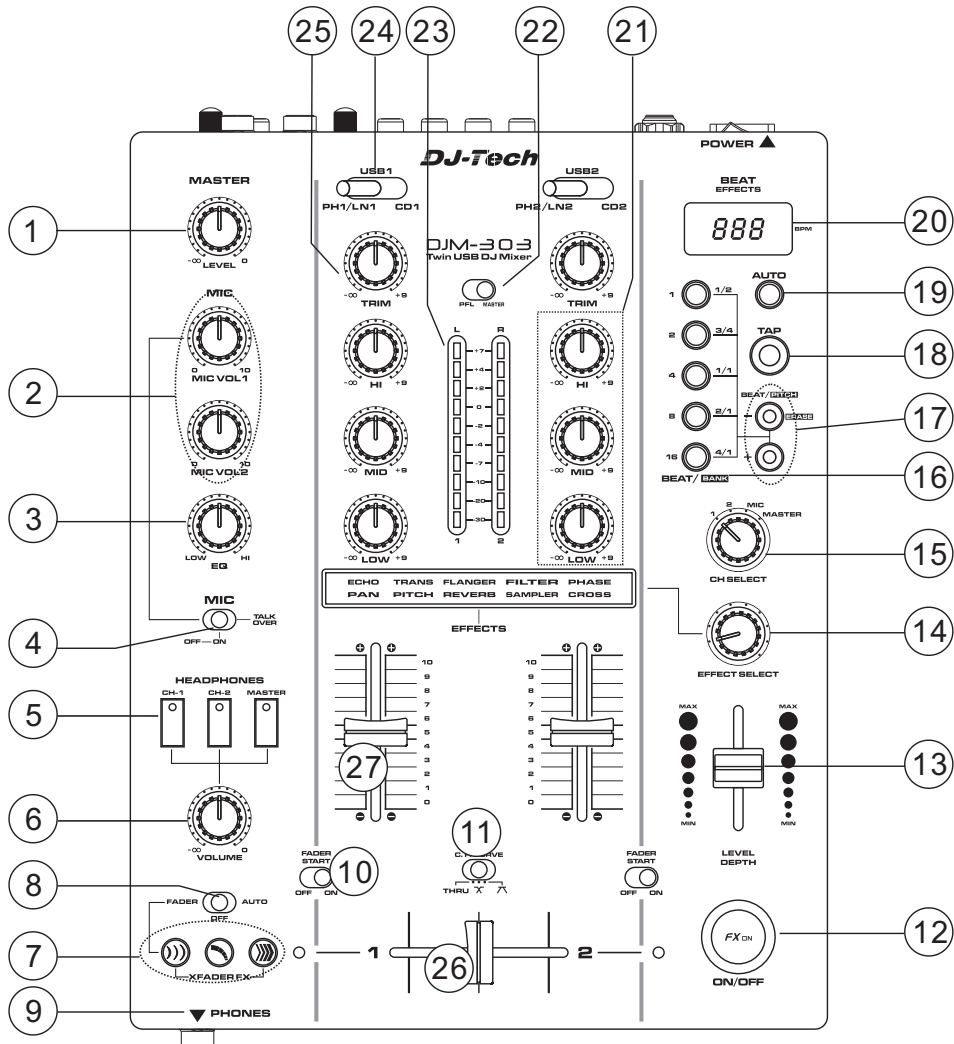 25 24 23 22 21
POWER
DJ-Tech
MASTER
USB1
USB2
BEAT
EFFECTS
PH1/LN1 CD1
PH2/LN2 CD2
1
-∞ LEVEL 0
888 BPM
20
DJM-303
Twin USB DJ Mixer
PFL MASTER
-∞ TRIM +9
-∞ TRIM +9
AUTO
19
MIC
0 10
MIC VOL1
2
MIC VOL2
0 10
L R
+7
+4
+2
0
-2
-4
-7
-10
-20
-30
1 2
-∞ HI +9
-∞ HI +9
-∞ MID +9
-∞ MID +9
-∞ LOW +9
-∞ LOW +9
1 1/2
2 3/4
4 1/1
8 2/1
16 4/1
BEAT/BANK
TAP
18
BEAT/PITCH
- ERASE
+
17
16
3
LOW HI
EQ
1 2 MIC MASTER
CH SELECT
15
ECHO TRANS FLANGER FILTER PHASE
PAN PITCH REVERB SAMPLER CROSS
EFFECTS
MIC
TALK
OVER
OFF ON
4
EFFECT SELECT
14
HEADPHONES
CH-1 CH-2 MASTER
5
10
9
8
7
6
5
4
3
2
1
0
10
9
8
7
6
5
4
3
2
1
0
27
MAX MAX
MIN MIN
13
LEVEL
DEPTH
6
-∞ 0
VOLUME
FADER
START
OFF ON
10
11
THRU
FADER
START
OFF ON
8
FADER OFF AUTO
7
XFADER FX
1 2
26
FX ON
ON/OFF
12
9
PHONES